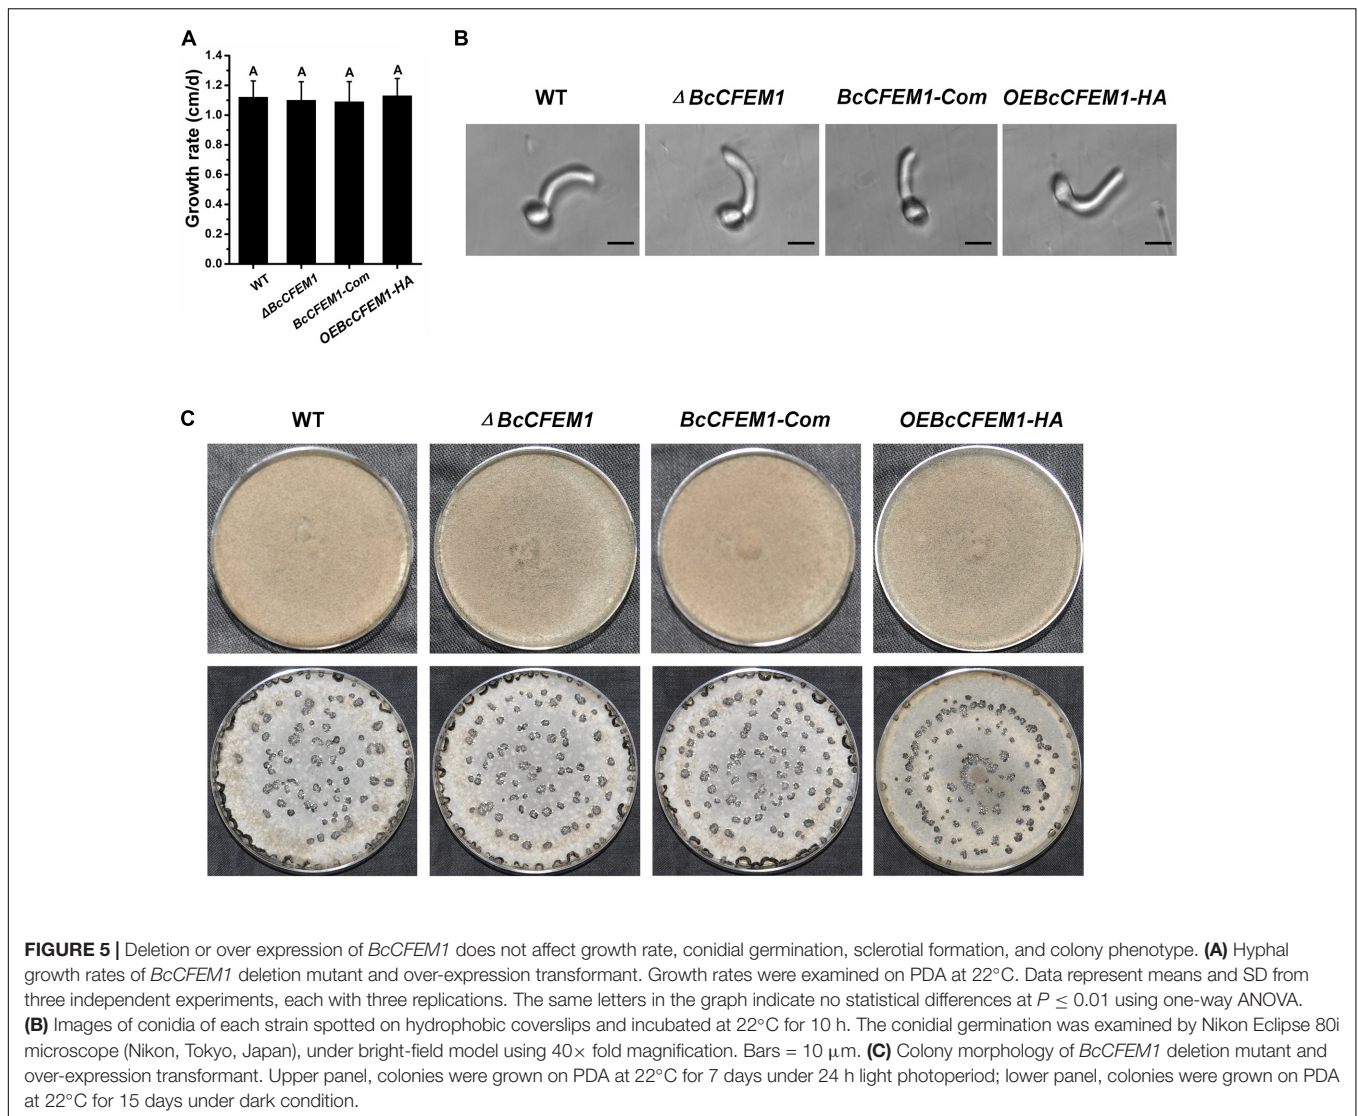 A
B
1.4
1.2
1.0
0.8
0.6
0.4
0.2
0.0
Growth rate (cm/d)
A
A
A
A
WT
ΔBcCFEM1
BcCFEM1-Com
OEBcCFEM1-HA
WT
ΔBcCFEM1
BcCFEM1-Com
OEBcCFEM1-HA
C
WT
ΔBcCFEM1
BcCFEM1-Com
OEBcCFEM1-HA
FIGURE 5 | Deletion or over expression of BcCFEM1 does not affect growth rate, conidial germination, sclerotial formation, and colony phenotype. (A) Hyphal
growth rates of BcCFEM1 deletion mutant and over-expression transformant. Growth rates were examined on PDA at 22°C. Data represent means and SD from
three independent experiments, each with three replications. The same letters in the graph indicate no statistical differences at P ≤ 0.01 using one-way ANOVA.
(B) Images of conidia of each strain spotted on hydrophobic coverslips and incubated at 22°C for 10 h. The conidial germination was examined by Nikon Eclipse 80i
microscope (Nikon, Tokyo, Japan), under bright-field model using 40× fold magnification. Bars = 10 μm. (C) Colony morphology of BcCFEM1 deletion mutant and
over-expression transformant. Upper panel, colonies were grown on PDA at 22°C for 7 days under 24 h light photoperiod; lower panel, colonies were grown on PDA
at 22°C for 15 days under dark condition.